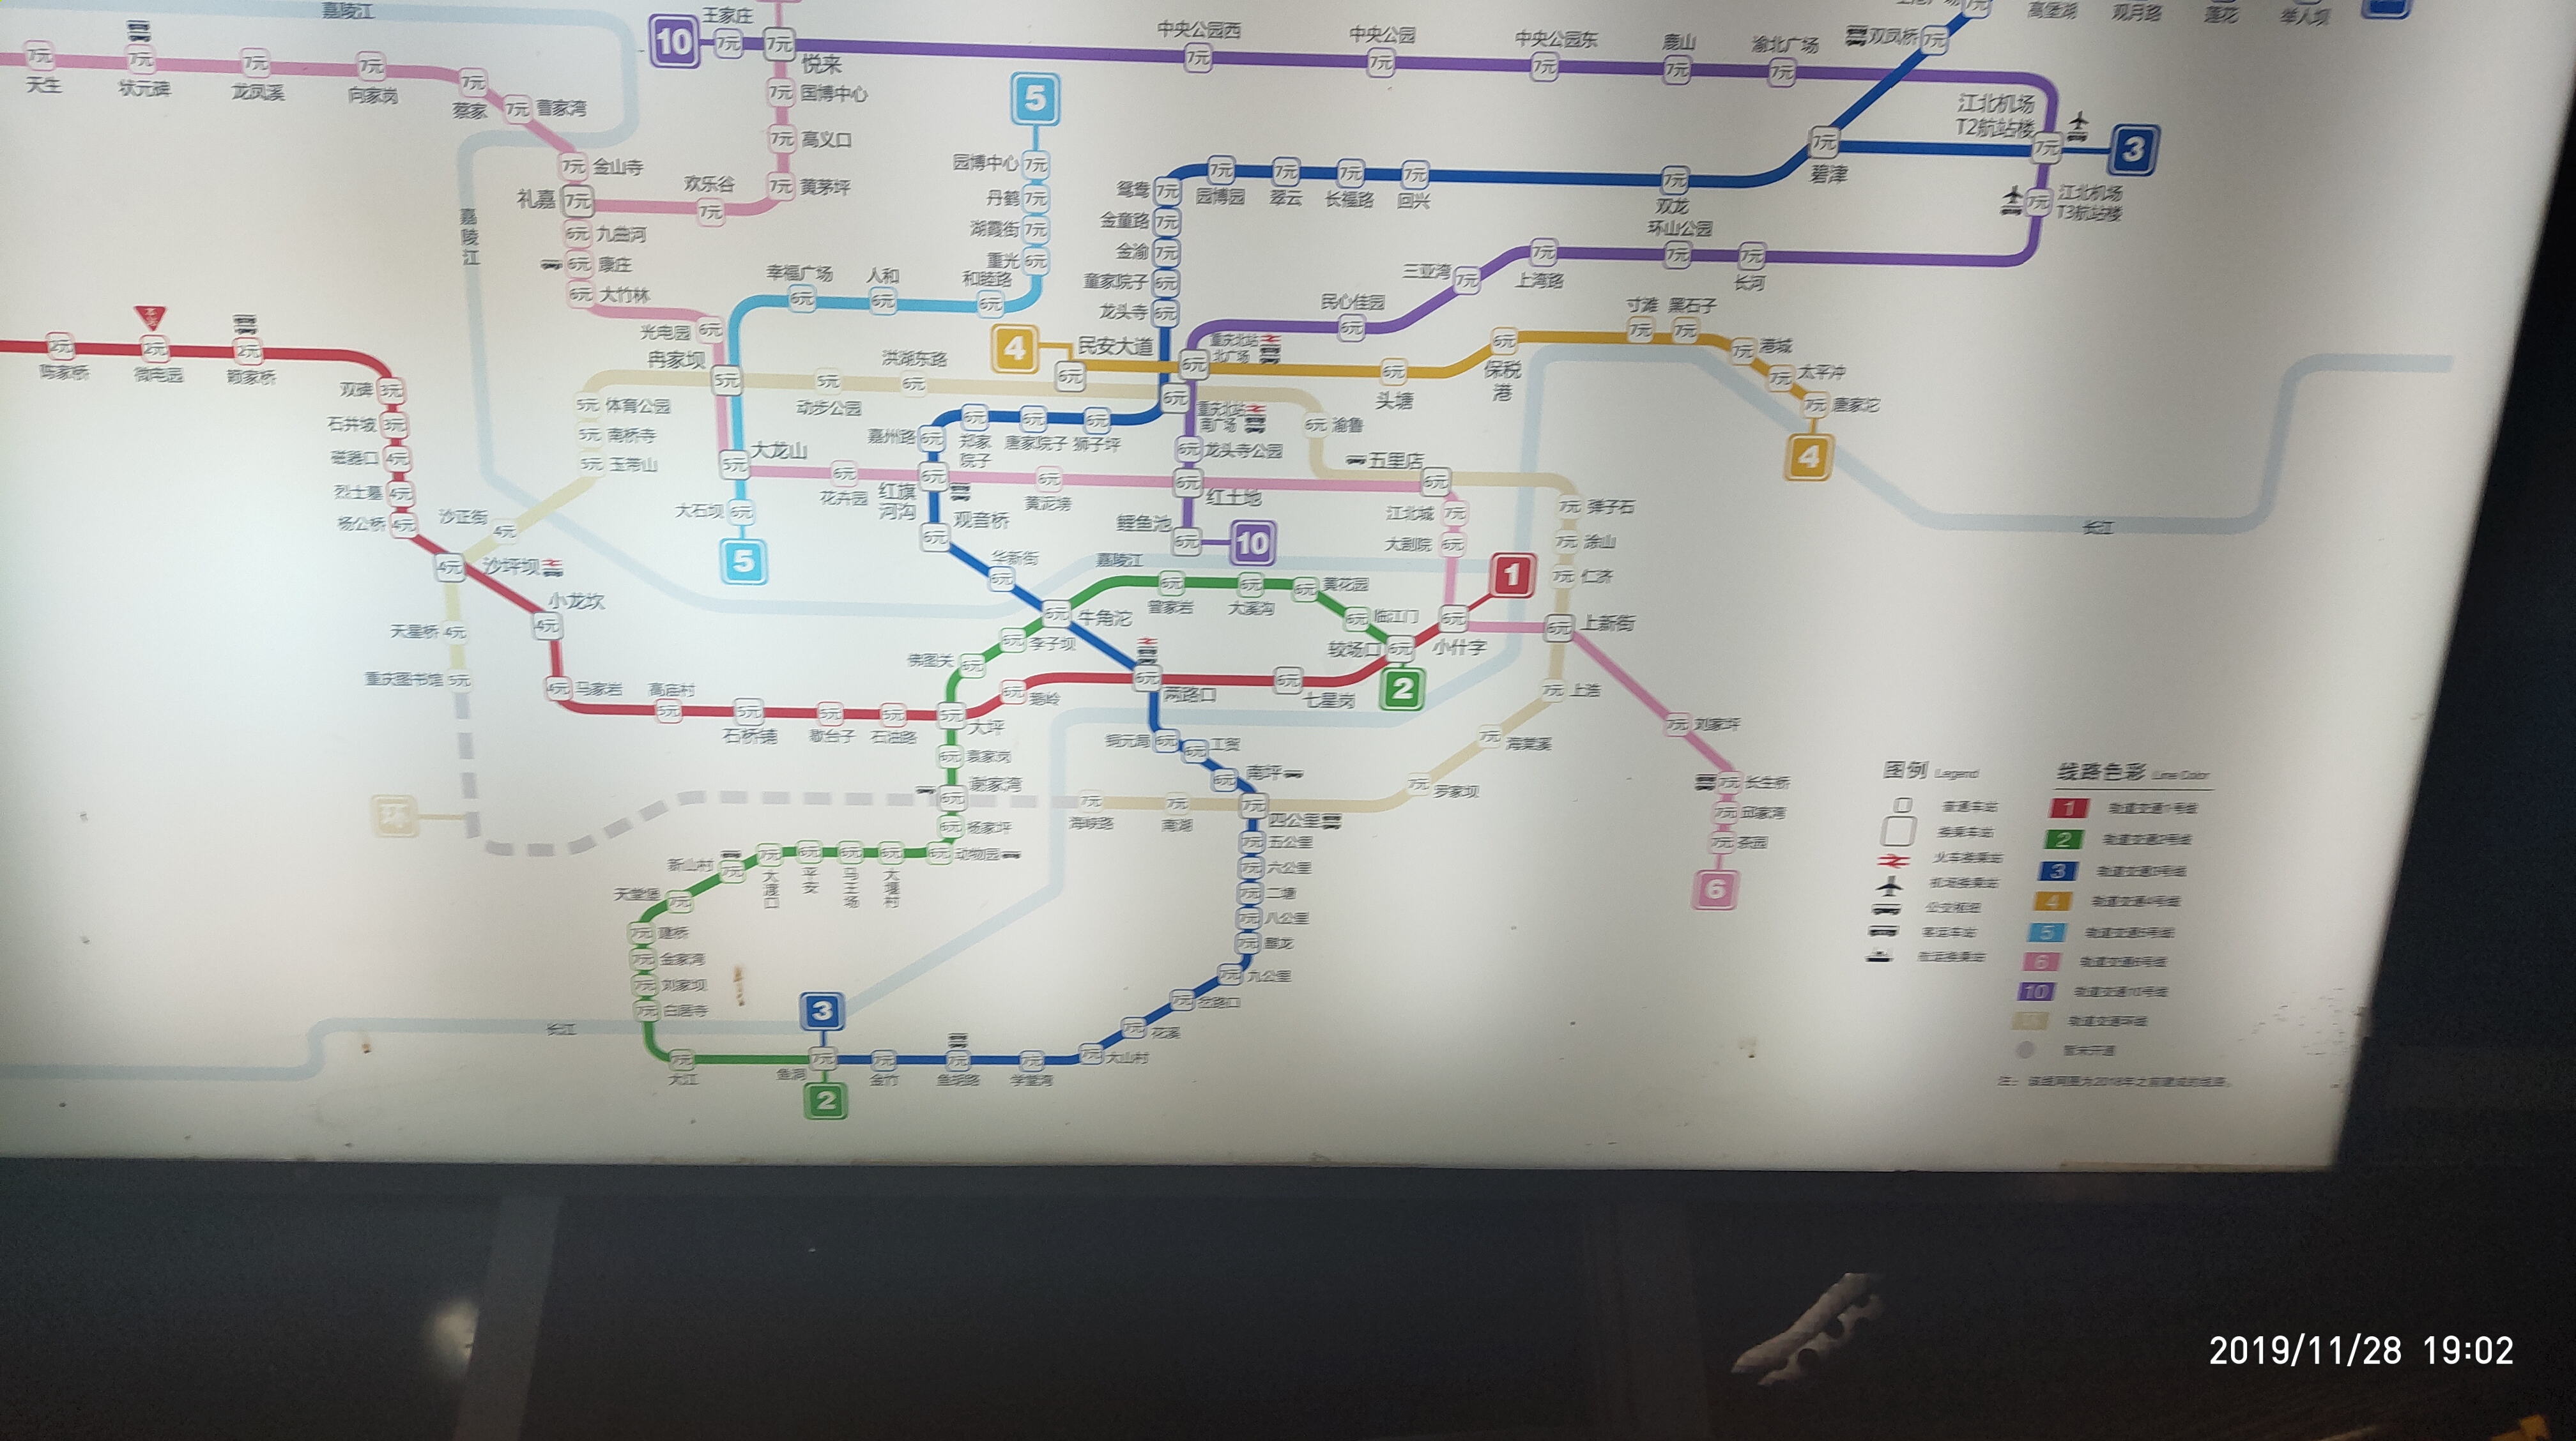 嘉陵江
王家庄
10
7元
7元
悦来
7元
天生
7元
状元碑
7元
龙凤溪
7元
向家岗
7元
蔡家
7元
曹家湾
7元
国博中心
7元
高义口
7元
黄茅坪
欢乐谷
7元
7元
金山寺
礼嘉
7元
6元
九曲河
6元
康庄
6元
大竹林
光电园
6元
嘉陵江
中央公园西
7元
中央公园
7元
中央公园东
7元
鹿山
7元
渝北广场
7元
双凤桥
7元
高堡湖
观月路
莲花
举人坝
江北机场
T2航站楼
7元
3
江北机场
T3航站楼
7元
碧津
7元
双龙
7元
回兴
7元
长福路
7元
翠云
7元
园博园
7元
鸳鸯
7元
金童路
7元
金渝
7元
童家院子
6元
龙头寺
6元
5
园博中心
7元
丹鹤
7元
湖霞街
7元
重光
6元
和睦路
6元
人和
6元
幸福广场
6元
三亚湾
7元
上湾路
7元
环山公园
7元
长河
7元
民心佳园
6元
重庆北站
北广场
6元
4
民安大道
6元
头塘
6元
保税
港
6元
寸滩
7元
黑石子
7元
港城
7元
太平冲
7元
唐家沱
7元
4
2元
陈家桥
2元
微电园
2元
赖家桥
双碑
3元
石井坡
3元
磁器口
4元
烈士墓
4元
杨公桥
4元
沙坪坝
4元
小龙坎
4元
4元
马家岩
高庙村
5元
石桥铺
5元
歇台子
5元
石油路
5元
大坪
5元
鹅岭
6元
两路口
6元
七星岗
6元
较场口
6元
小什字
6元
1
2
冉家坝
5元
动步公园
5元
洪湖东路
6元
5元
体育公园
5元
南桥寺
5元
玉带山
沙正街
4元
天星桥
4元
重庆图书馆
5元
环
大龙山
5元
大石坝
6元
5
花卉园
6元
红旗
河沟
6元
黄泥塝
6元
红土地
6元
五里店
6元
江北城
7元
大剧院
6元
嘉州路
6元
郑家
院子
6元
唐家院子
6元
狮子坪
6元
重庆北站
南广场
6元
龙头寺公园
6元
鲤鱼池
6元
10
渝鲁
6元
弹子石
7元
涂山
7元
仁济
7元
上新街
6元
上浩
7元
海棠溪
7元
罗家坝
7元
观音桥
6元
华新街
6元
嘉陵江
牛角沱
6元
曾家岩
6元
大溪沟
6元
黄花园
6元
临江门
6元
李子坝
6元
佛图关
6元
袁家岗
6元
谢家湾
6元
杨家坪
6元
动物园
6元
大堰村
6元
马王场
6元
平安
6元
大渡口
7元
新山村
7元
天堂堡
7元
建桥
7元
金家湾
7元
刘家坝
7元
白居寺
7元
大江
7元
鱼洞
7元
3
2
金竹
7元
鱼胡路
7元
学堂湾
7元
大山村
7元
花溪
7元
岔路口
7元
九公里
7元
麒龙
7元
八公里
7元
二塘
7元
六公里
7元
五公里
7元
四公里
7元
南坪
6元
工贸
6元
铜元局
6元
海峡路
7元
南湖
7元
刘家坪
7元
长生桥
7元
邱家湾
7元
茶园
7元
6
长江
长江
图例 Legend
普通车站
换乘车站
火车换乘站
机场换乘站
公交枢纽
客运车站
航运换乘站
线路色彩 Line Color
1 轨道交通1号线
2 轨道交通2号线
3 轨道交通3号线
4 轨道交通4号线
5 轨道交通5号线
6 轨道交通6号线
10 轨道交通10号线
轨道交通环线
暂未开通
注：该线网图为2018年之前建成的线路。
2019/11/28 19:02